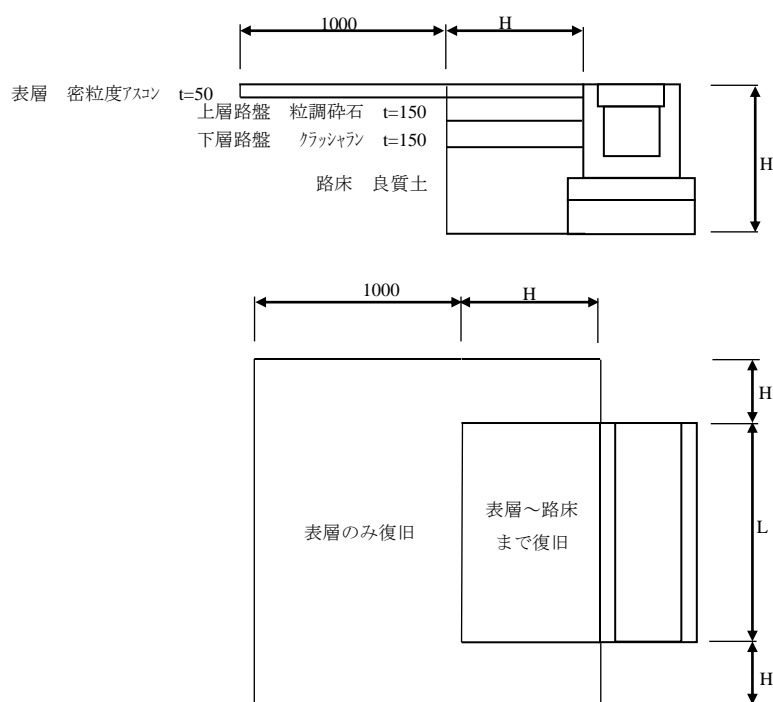 1000
H
表層　密粒度ｱｽｺﾝ　t=50
上層路盤　粒調砕石　t=150
下層路盤　ｸﾗｯｼｬﾗﾝ　t=150
路床　良質土
H
1000
H
H
表層～路床
まで復旧
表層のみ復旧
L
H